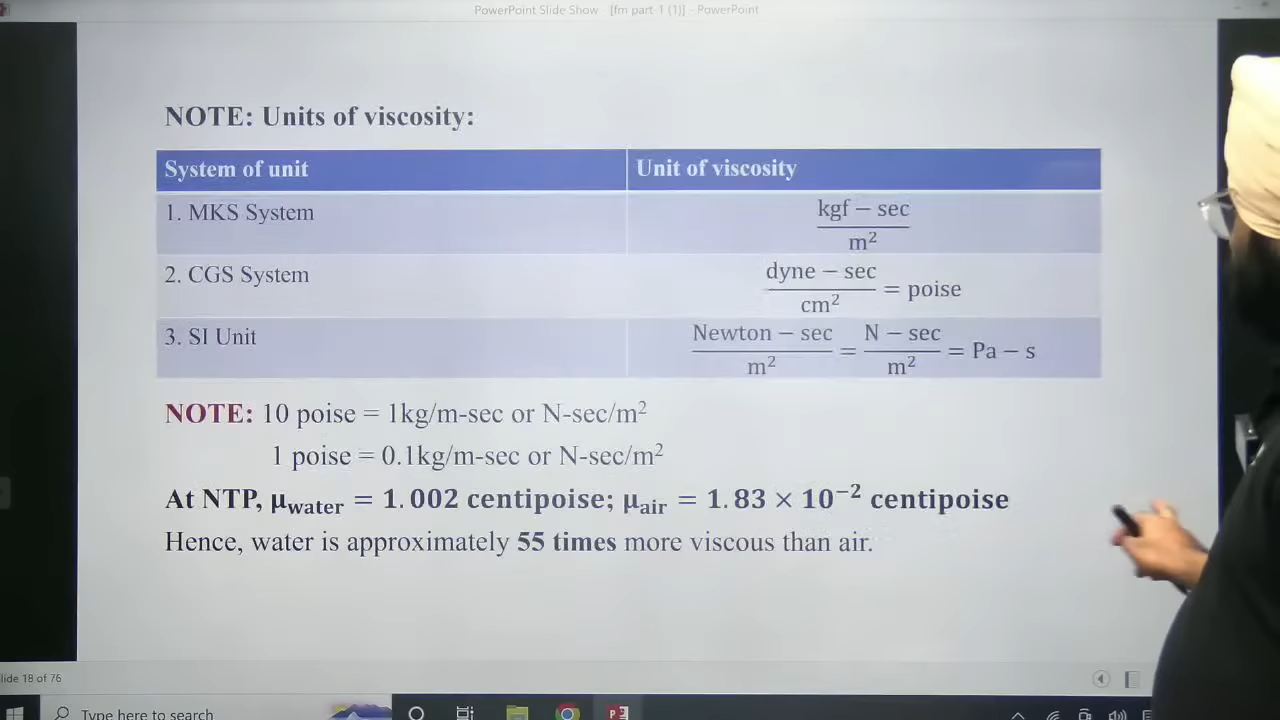 PowerPoint Slide Show - [fm part-1 (1)] - PowerPoint
NOTE: Units of viscosity:
System of unit
Unit of viscosity
1. MKS System
kgf − sec
m²
2. CGS System
dyne − sec
cm²
= poise
3. SI Unit
Newton − sec
m²
=
N − sec
m²
= Pa − s
NOTE: 10 poise = 1kg/m-sec or N-sec/m²
1 poise = 0.1kg/m-sec or N-sec/m²
At NTP, μwater = 1.002 centipoise; μair = 1.83 × 10⁻² centipoise
Hence, water is approximately 55 times more viscous than air.
lide 18 of 76
Type here to search